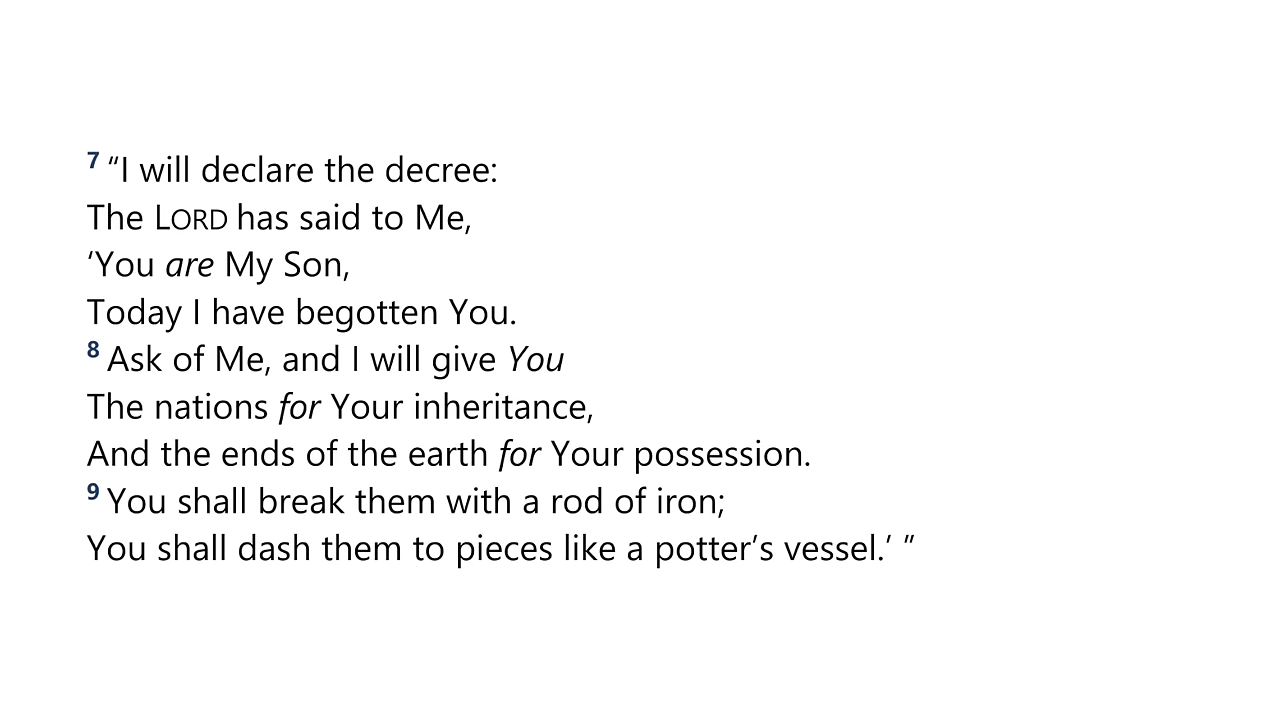 7 “I will declare the decree:
The LORD has said to Me,
‘You are My Son,
Today I have begotten You.
8 Ask of Me, and I will give You
The nations for Your inheritance,
And the ends of the earth for Your possession.
9 You shall break them with a rod of iron;
You shall dash them to pieces like a potter’s vessel.’ ”